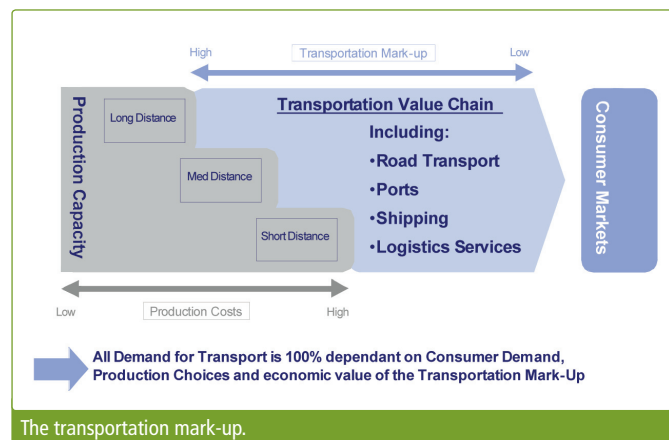 High Transportation Mark-up Low
Production Capacity
Long Distance
Med Distance
Short Distance
Transportation Value Chain
Including:
•Road Transport
•Ports
•Shipping
•Logistics Services
Consumer Markets
Low Production Costs High
All Demand for Transport is 100% dependant on Consumer Demand,
Production Choices and economic value of the Transportation Mark-Up
The transportation mark-up.